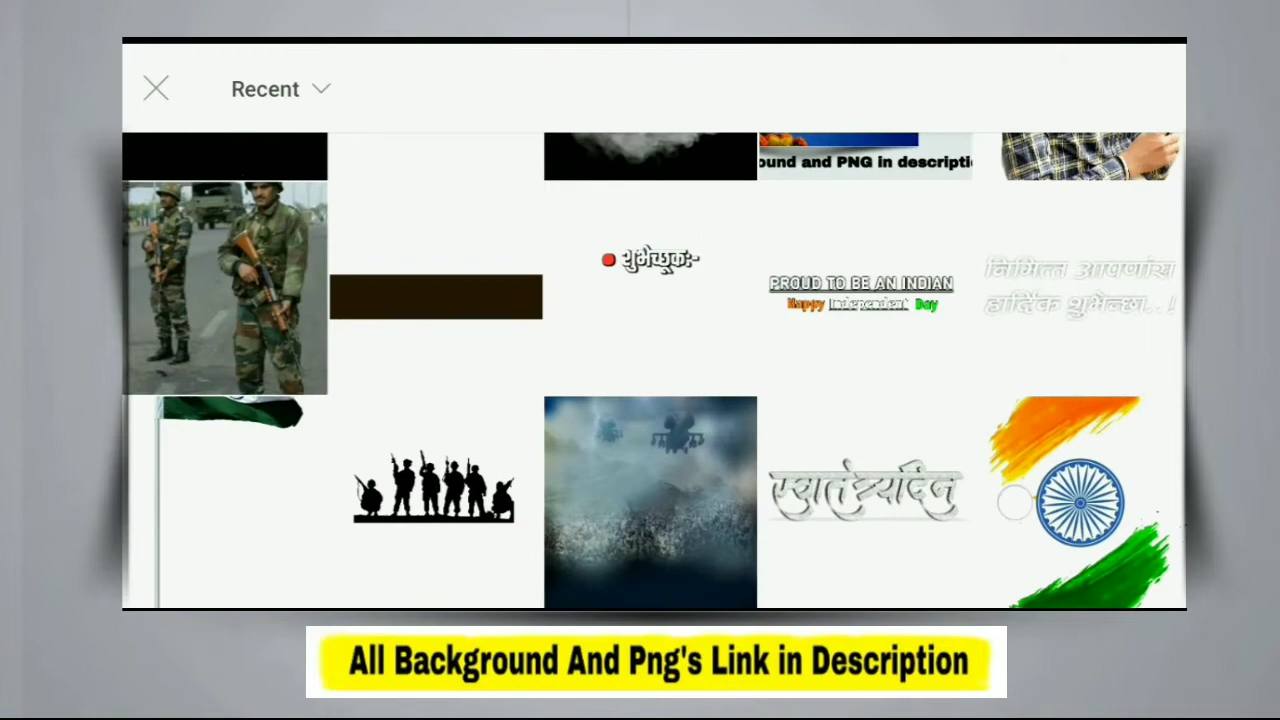 Recent
ound and PNG in descripti
शुभेच्छूक:-
PROUD TO BE AN INDIAN
Happy Independent Day
निमित्त आपणांस
हार्दिक शुभेच्छा..!
स्वातंत्र्यदिन
All Background And Png's Link in Description